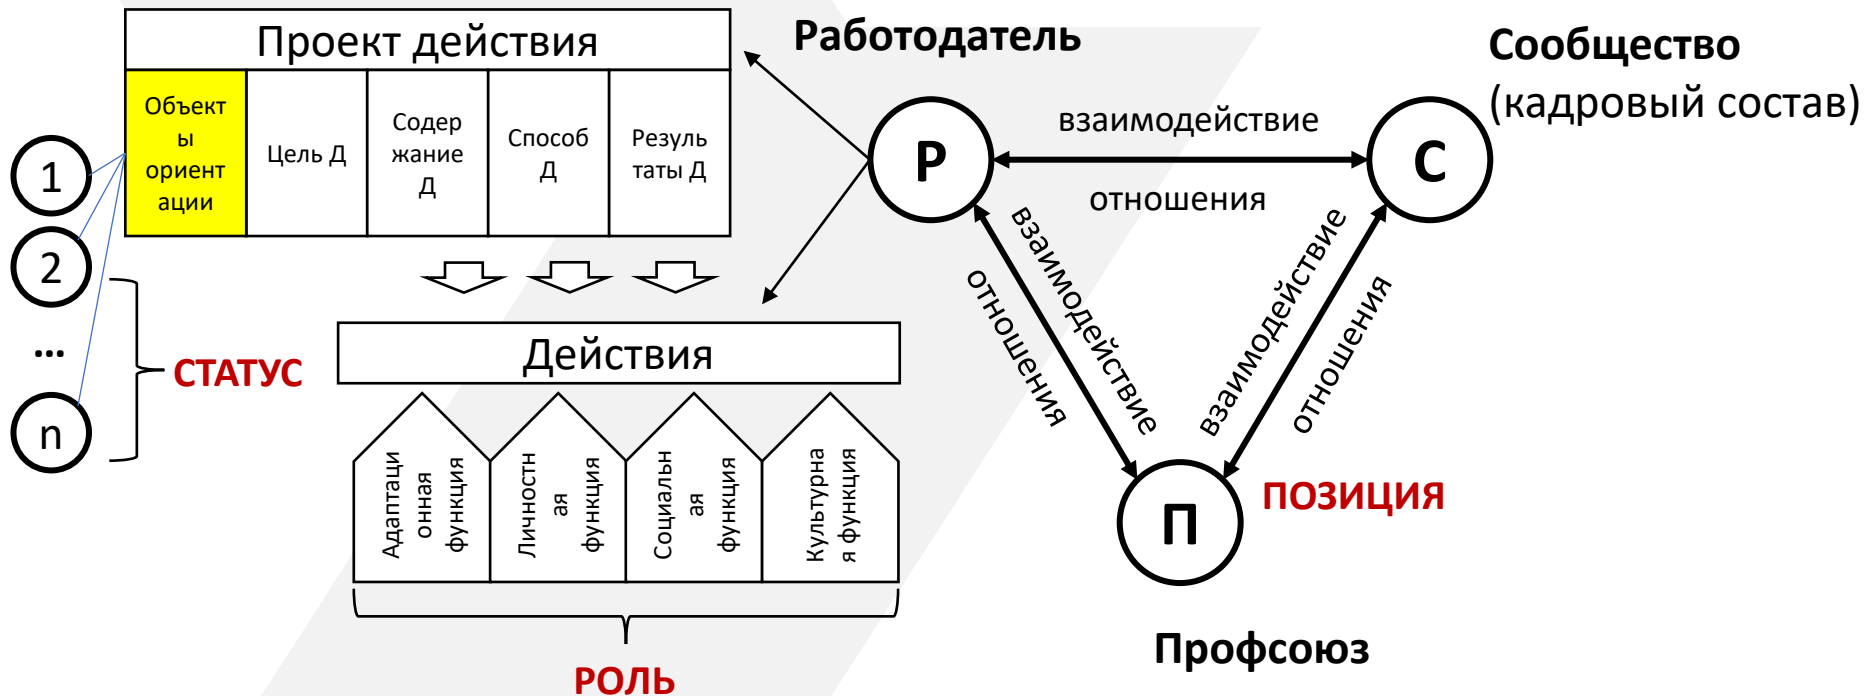 Проект действия
Объект
ы
ориент
ации
Цель Д
Содер
жание
Д
Способ
Д
Резуль
таты Д
1
2
...
n
СТАТУС
Действия
Адаптаци
онная
функция
Личностн
ая
функция
Социальн
ая
функция
Культурна
я функция
РОЛЬ
Работодатель
Р
взаимодействие
отношения
Сообщество
(кадровый состав)
С
взаимодействие
отношения
взаимодействие
отношения
П
ПОЗИЦИЯ
Профсоюз